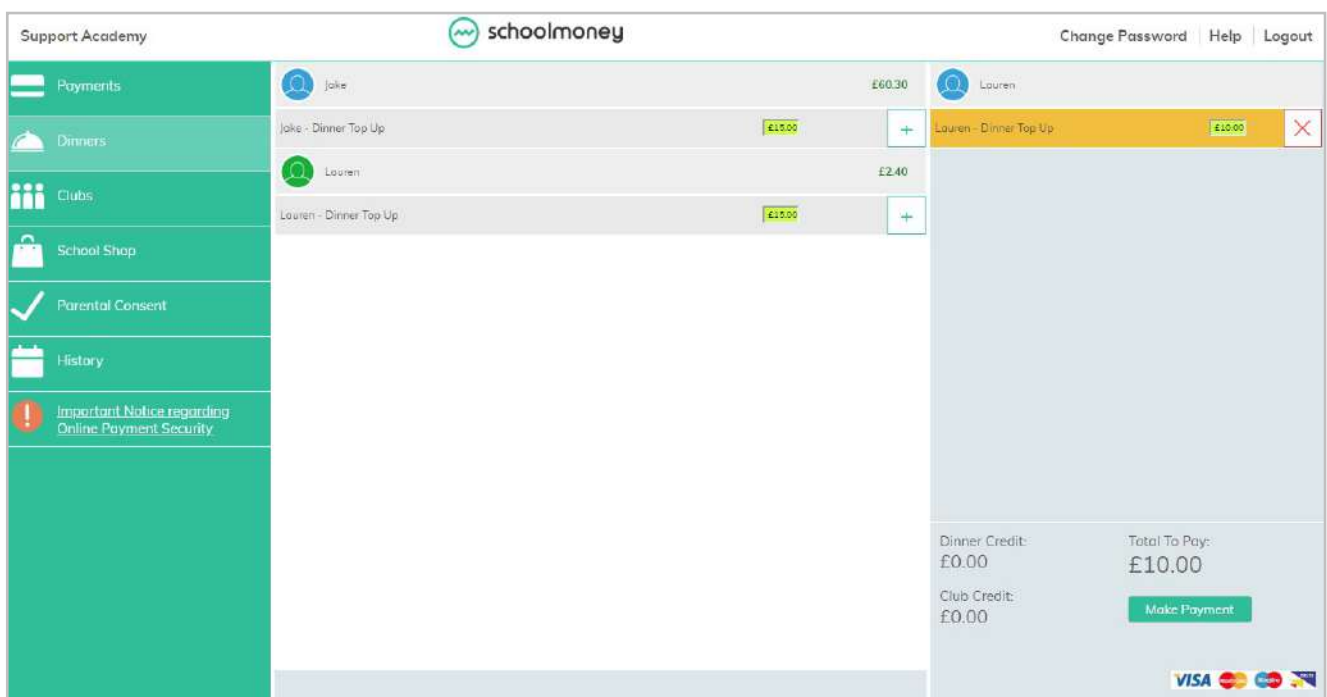 Support Academy
schoolmoney
Change Password Help Logout
Payments
Dinners
Clubs
School Shop
Parental Consent
History
Important Notice regarding
Online Payment Security
Jake £60.30
Jake - Dinner Top Up £15.00 +
Lauren £2.40
Lauren - Dinner Top Up £15.00 +
Lauren
Lauren - Dinner Top Up £10.00
Dinner Credit:
£0.00
Total To Pay:
£10.00
Club Credit:
£0.00
Make Payment
VISA